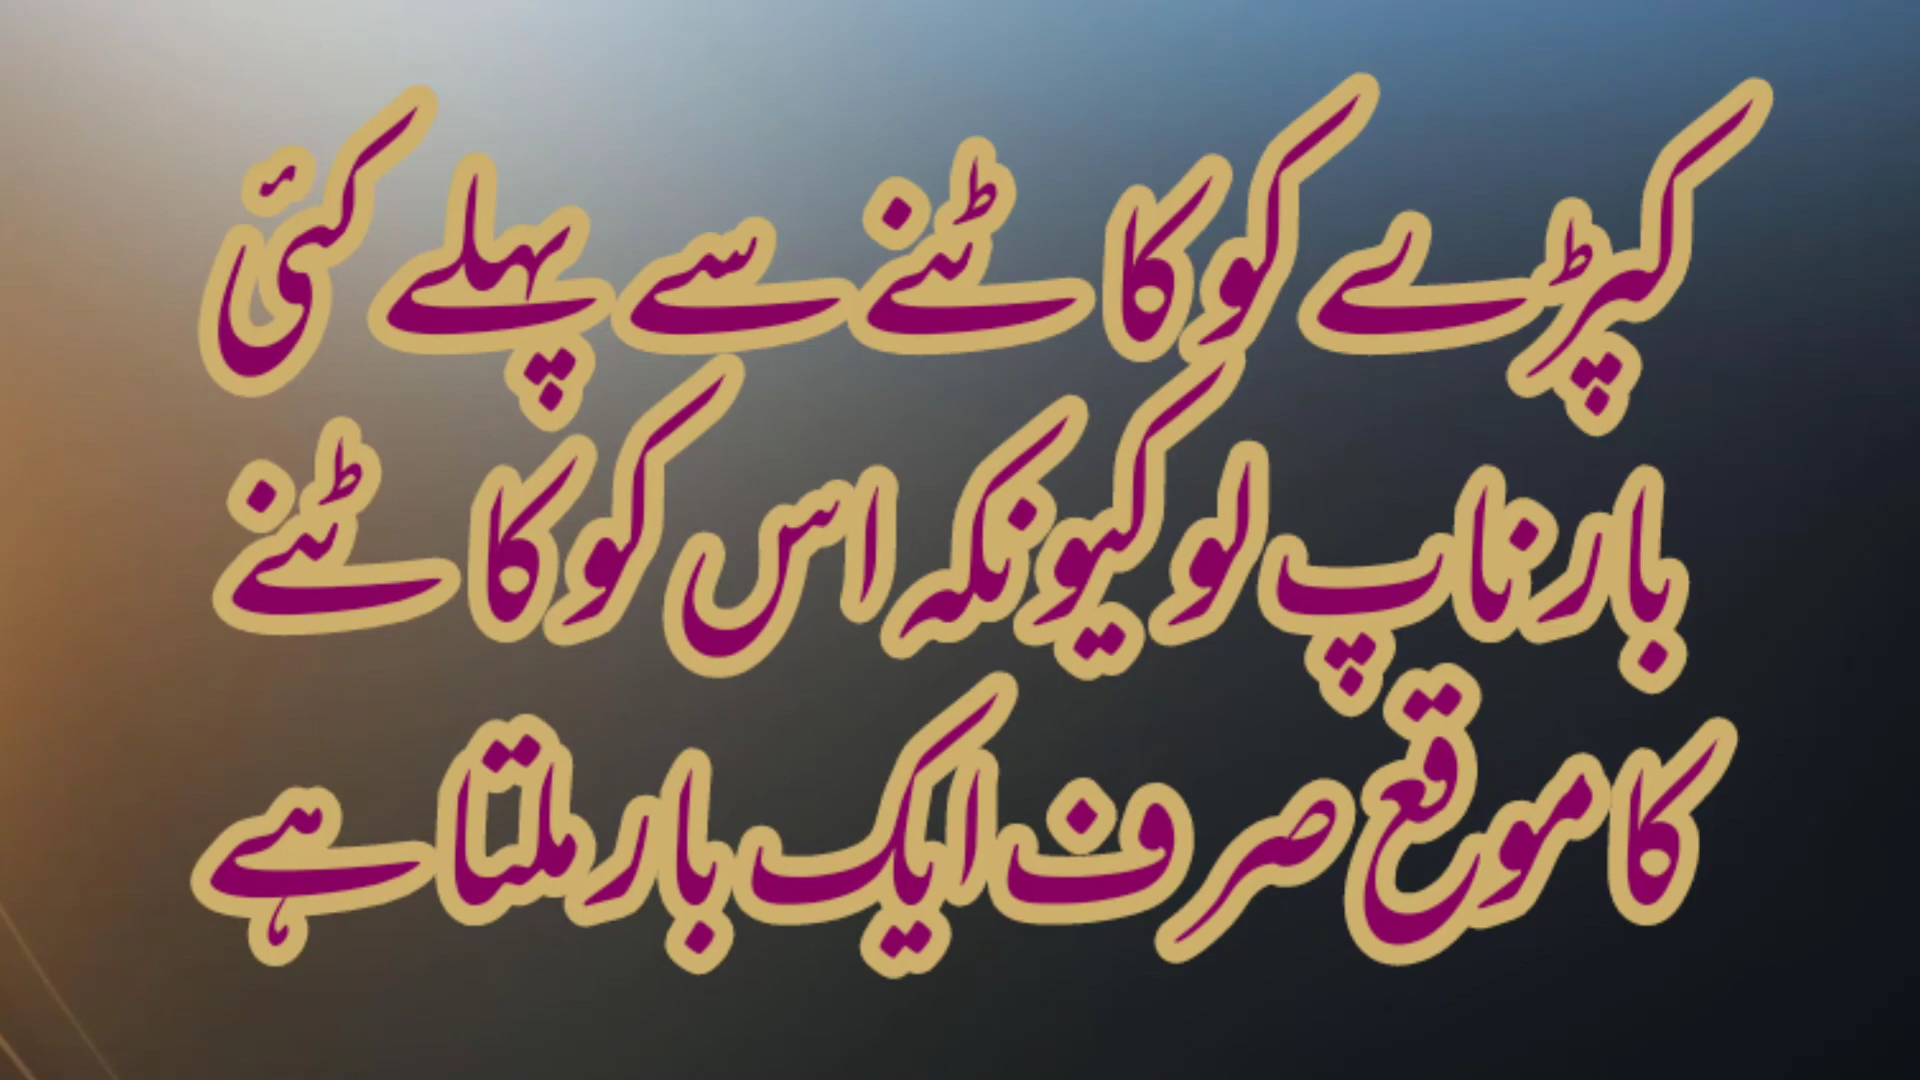 کپڑے کو کاٹنے سے پہلے کئی
بار ناپ لو کیونکہ اس کو کاٹنے
کا موقع صرف ایک بار ملتا ہے